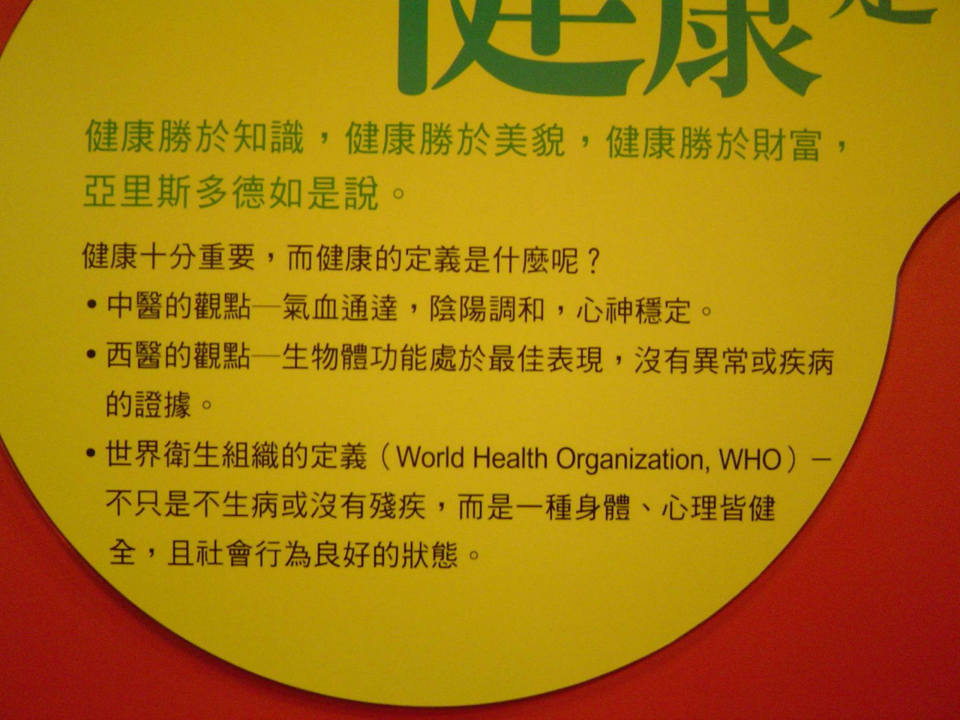 健康
健康勝於知識，健康勝於美貌，健康勝於財富，
亞里斯多德如是說。
健康十分重要，而健康的定義是什麼呢？
•中醫的觀點─氣血通達，陰陽調和，心神穩定。
•西醫的觀點─生物體功能處於最佳表現，沒有異常或疾病
的證據。
•世界衛生組織的定義（World Health Organization, WHO）－
不只是不生病或沒有殘疾，而是一種身體、心理皆健
全，且社會行為良好的狀態。